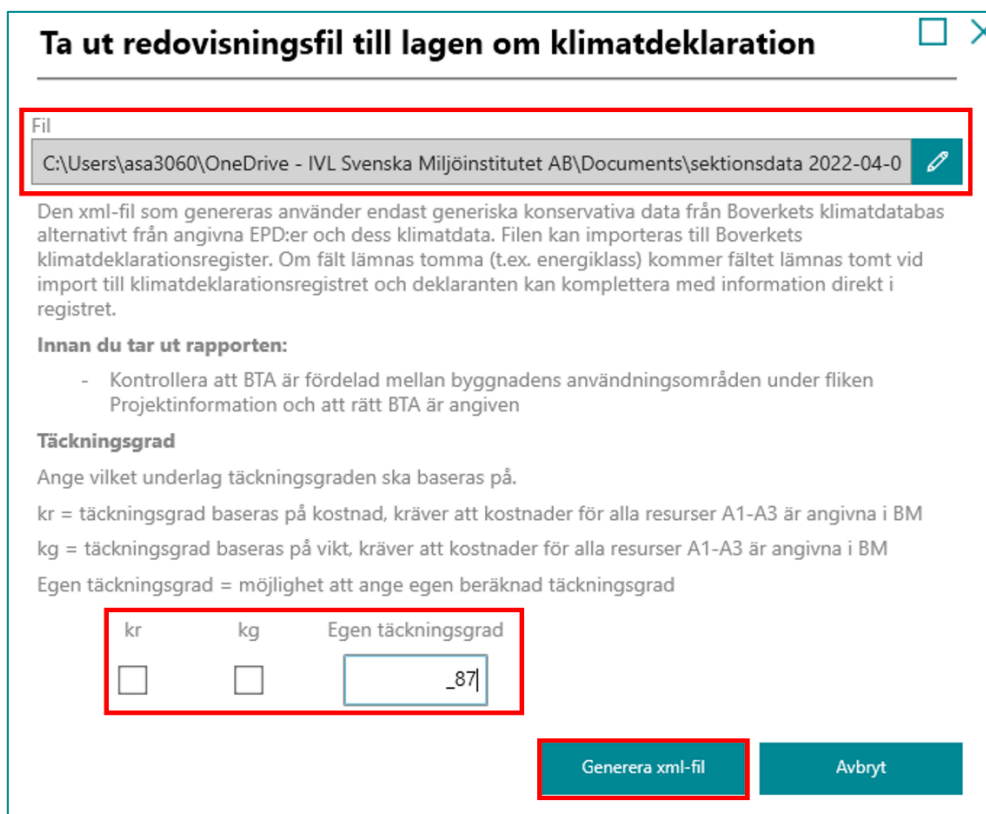 Ta ut redovisningsfil till lagen om klimatdeklaration
Fil
C:\Users\asa3060\OneDrive - IVL Svenska Miljöinstitutet AB\Documents\sektionsdata 2022-04-0
Den xml-fil som genereras använder endast generiska konservativa data från Boverkets klimatdatabas
alternativt från angivna EPD:er och dess klimatdata. Filen kan importeras till Boverkets
klimatdeklarationsregister. Om fält lämnas tomma (t.ex. energiklass) kommer fältet lämnas tomt vid
import till klimatdeklarationsregistret och deklaranten kan komplettera med information direkt i
registret.
Innan du tar ut rapporten:
- Kontrollera att BTA är fördelad mellan byggnadens användningsområden under fliken
Projektinformation och att rätt BTA är angiven
Täckningsgrad
Ange vilket underlag täckningsgraden ska baseras på.
kr = täckningsgrad baseras på kostnad, kräver att kostnader för alla resurser A1-A3 är angivna i BM
kg = täckningsgrad baseras på vikt, kräver att kostnader för alla resurser A1-A3 är angivna i BM
Egen täckningsgrad = möjlighet att ange egen beräknad täckningsgrad
kr kg Egen täckningsgrad
_87
Generera xml-fil Avbryt